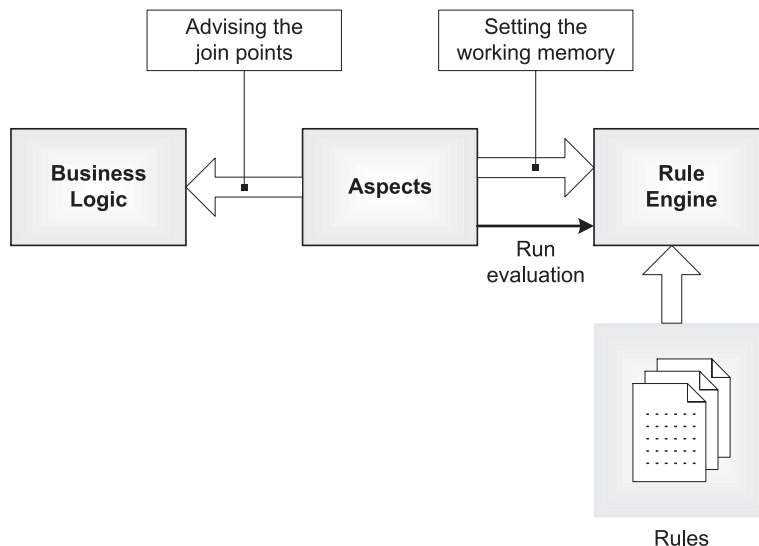 Advising the
join points
Setting the
working memory
Business
Logic
Aspects
Rule
Engine
Run
evaluation
Rules